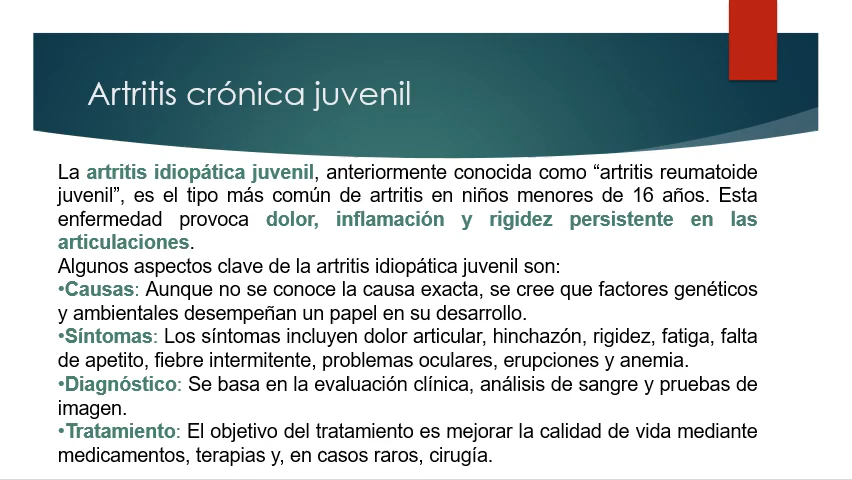 Artritis crónica juvenil
La artritis idiopática juvenil, anteriormente conocida como “artritis reumatoide
juvenil”, es el tipo más común de artritis en niños menores de 16 años. Esta
enfermedad provoca dolor, inflamación y rigidez persistente en las
articulaciones.
Algunos aspectos clave de la artritis idiopática juvenil son:
•Causas: Aunque no se conoce la causa exacta, se cree que factores genéticos
y ambientales desempeñan un papel en su desarrollo.
•Síntomas: Los síntomas incluyen dolor articular, hinchazón, rigidez, fatiga, falta
de apetito, fiebre intermitente, problemas oculares, erupciones y anemia.
•Diagnóstico: Se basa en la evaluación clínica, análisis de sangre y pruebas de
imagen.
•Tratamiento: El objetivo del tratamiento es mejorar la calidad de vida mediante
medicamentos, terapias y, en casos raros, cirugía.